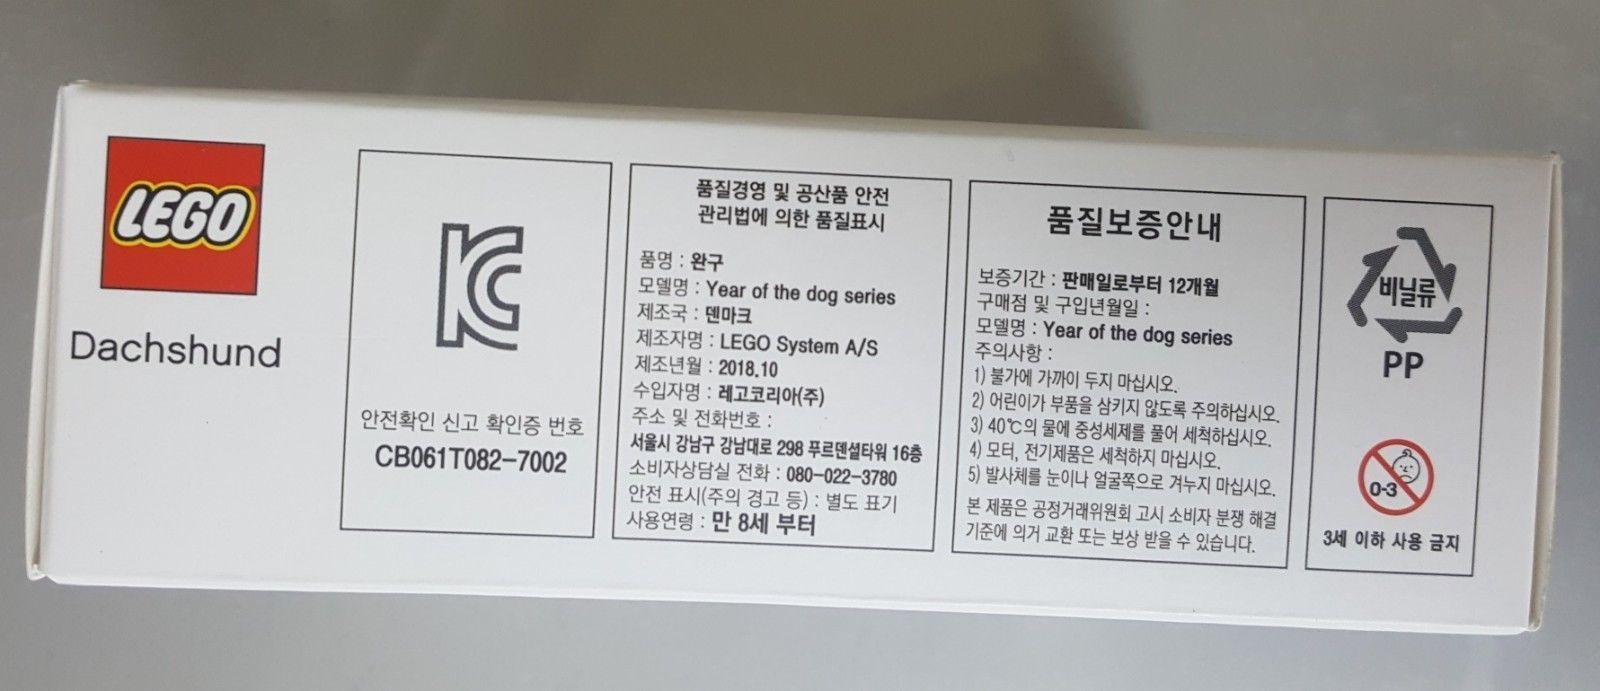 LEGO
Dachshund
KC
안전확인 신고 확인증 번호
CB061T082-7002
품질경영 및 공산품 안전
관리법에 의한 품질표시
품명 : 완구
모델명 : Year of the dog series
제조국 : 덴마크
제조자명 : LEGO System A/S
제조년월 : 2018.10
수입자명 : 레고코리아(주)
주소 및 전화번호 :
서울시 강남구 강남대로 298 푸르덴셜타워 16층
소비자상담실 전화 : 080-022-3780
안전 표시(주의 경고 등) : 별도 표기
사용연령 : 만 8세 부터
품질보증안내
보증기간 : 판매일로부터 12개월
구매점 및 구입년월일 :
모델명 : Year of the dog series
주의사항 :
1) 불가에 가까이 두지 마십시오.
2) 어린이가 부품을 삼키지 않도록 주의하십시오.
3) 40℃의 물에 중성세제를 풀어 세척하십시오.
4) 모터, 전기제품은 세척하지 마십시오.
5) 발사체를 눈이나 얼굴쪽으로 겨누지 마십시오.
본 제품은 공정거래위원회 고시 소비자 분쟁 해결
기준에 의거 교환 또는 보상 받을 수 있습니다.
비닐류
PP
0-3
3세 이하 사용 금지